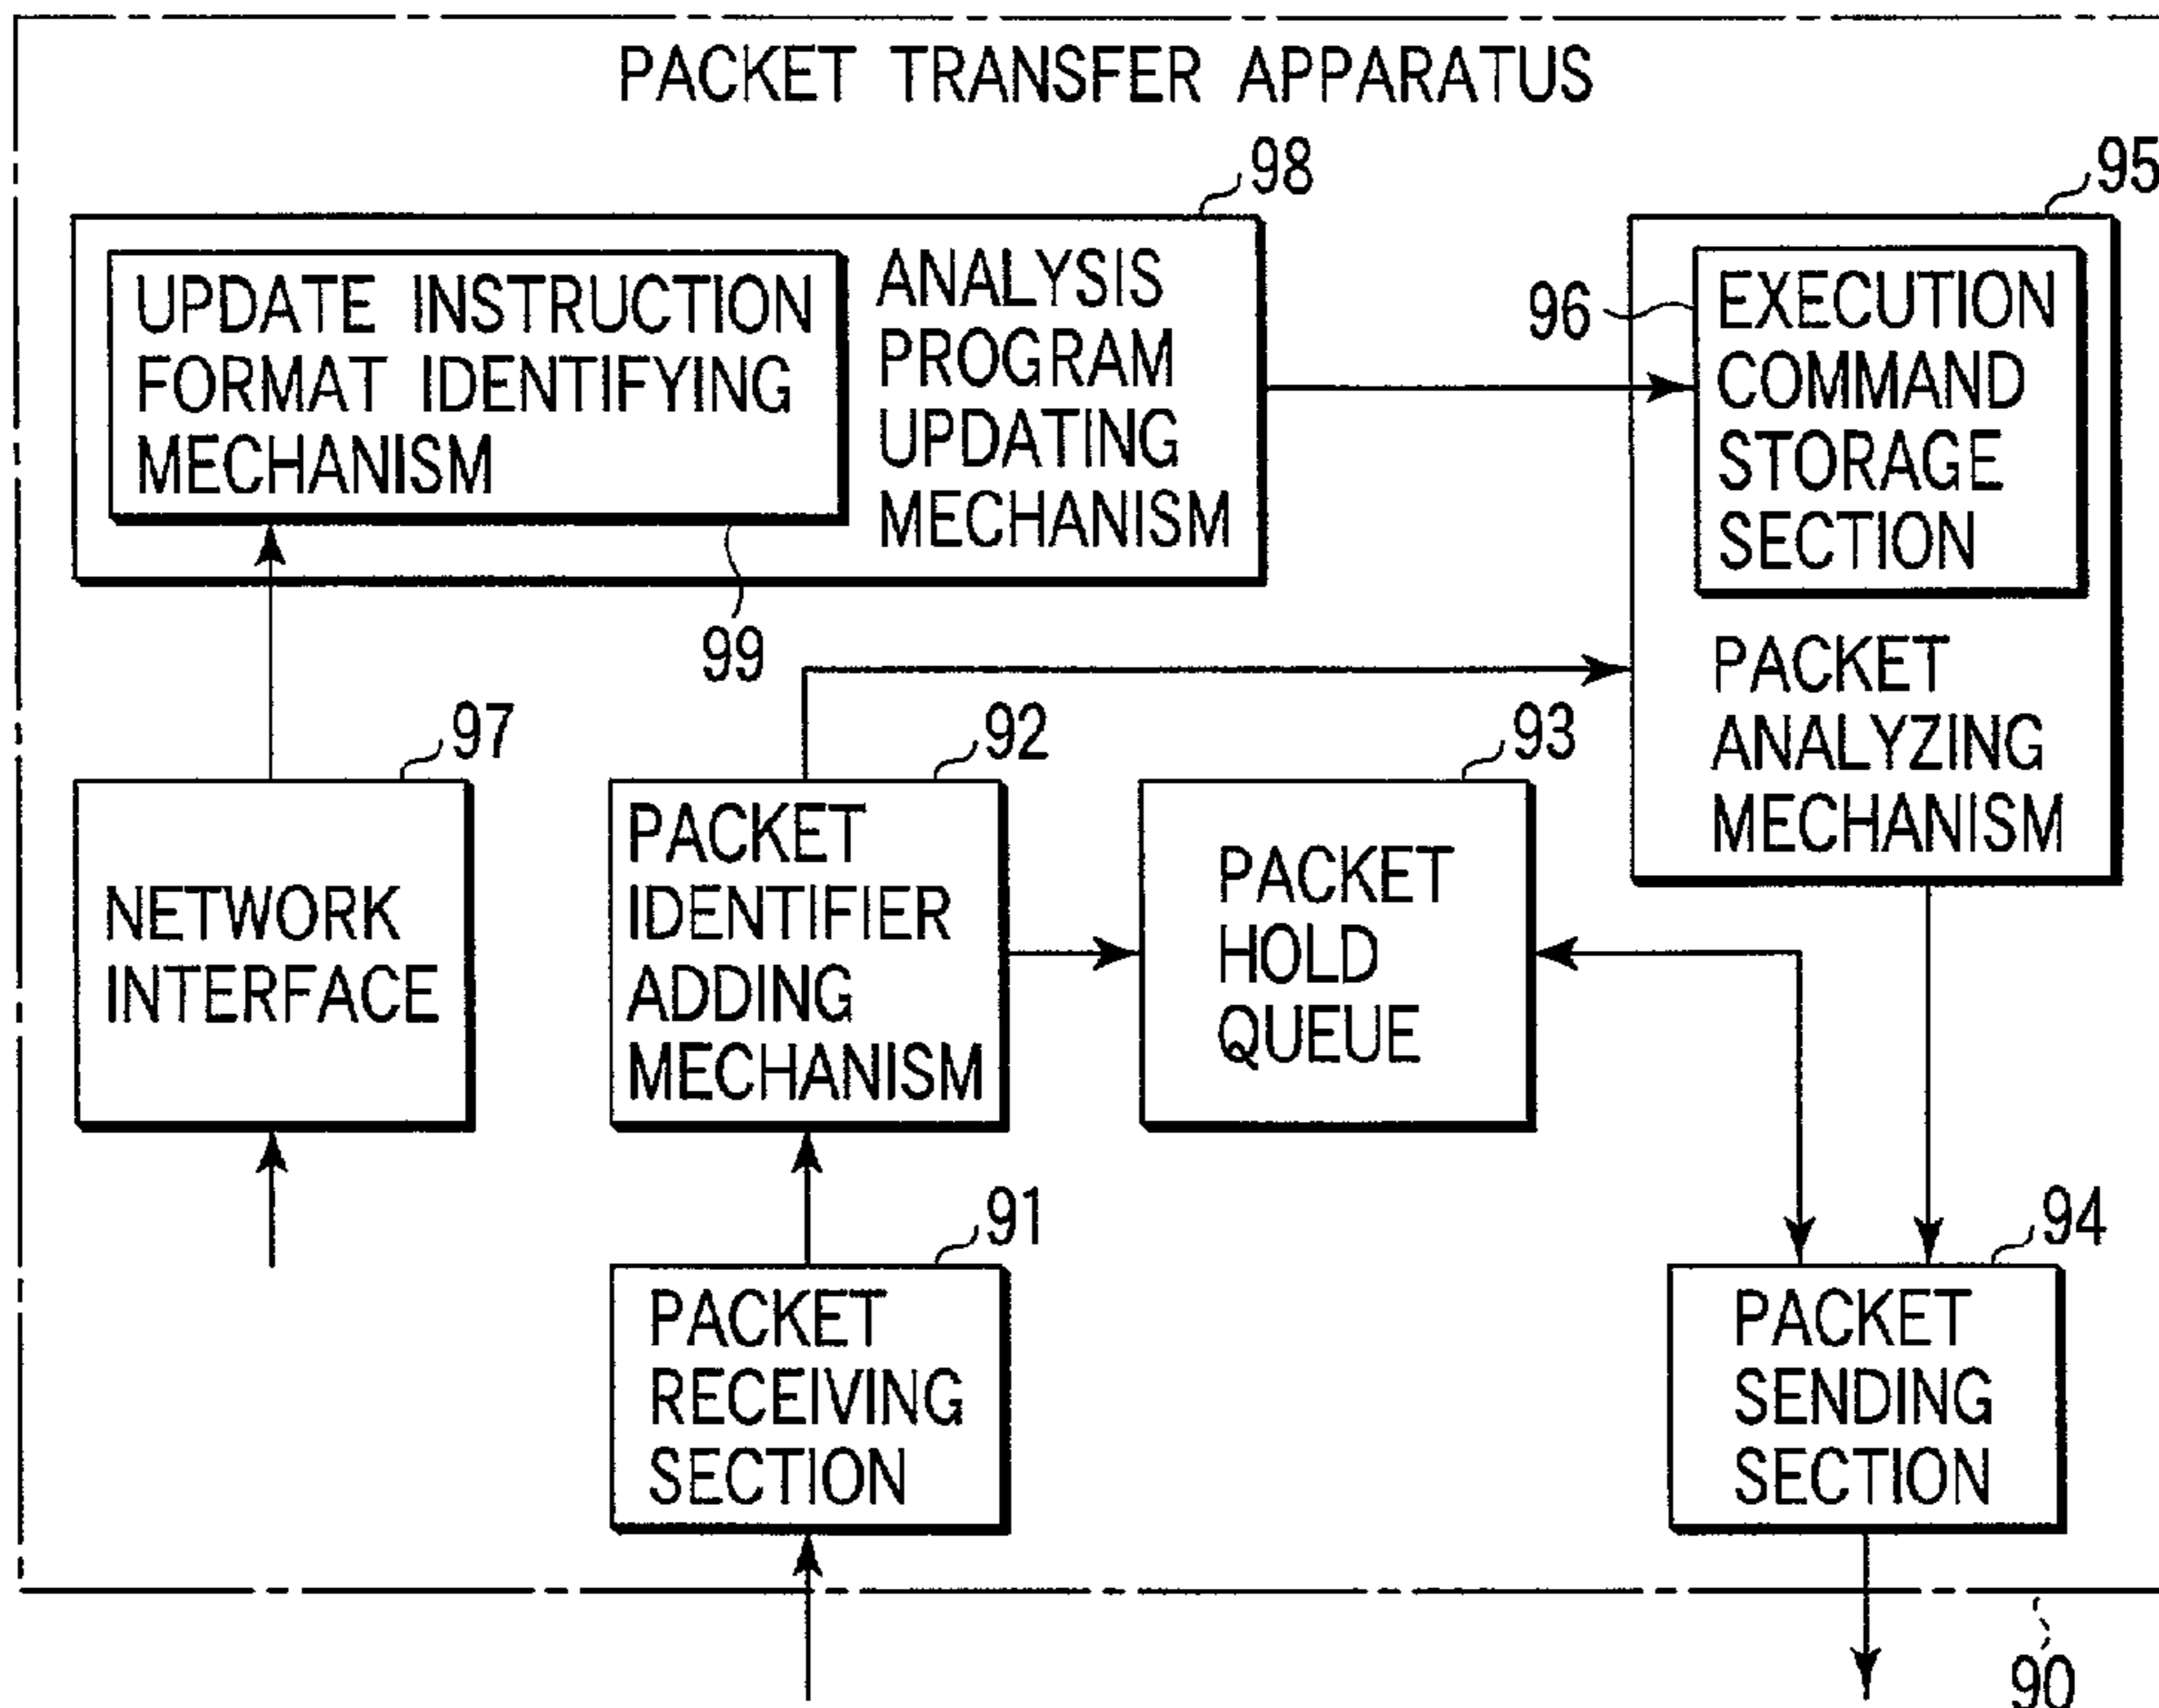 PACKET TRANSFER APPARATUS
98
95
UPDATE INSTRUCTION
FORMAT IDENTIFYING
MECHANISM
ANALYSIS
PROGRAM
UPDATING
MECHANISM
96
EXECUTION
COMMAND
STORAGE
SECTION
99
PACKET
ANALYZING
MECHANISM
97
92
93
NETWORK
INTERFACE
PACKET
IDENTIFIER
ADDING
MECHANISM
PACKET
HOLD
QUEUE
91
94
PACKET
RECEIVING
SECTION
PACKET
SENDING
SECTION
90